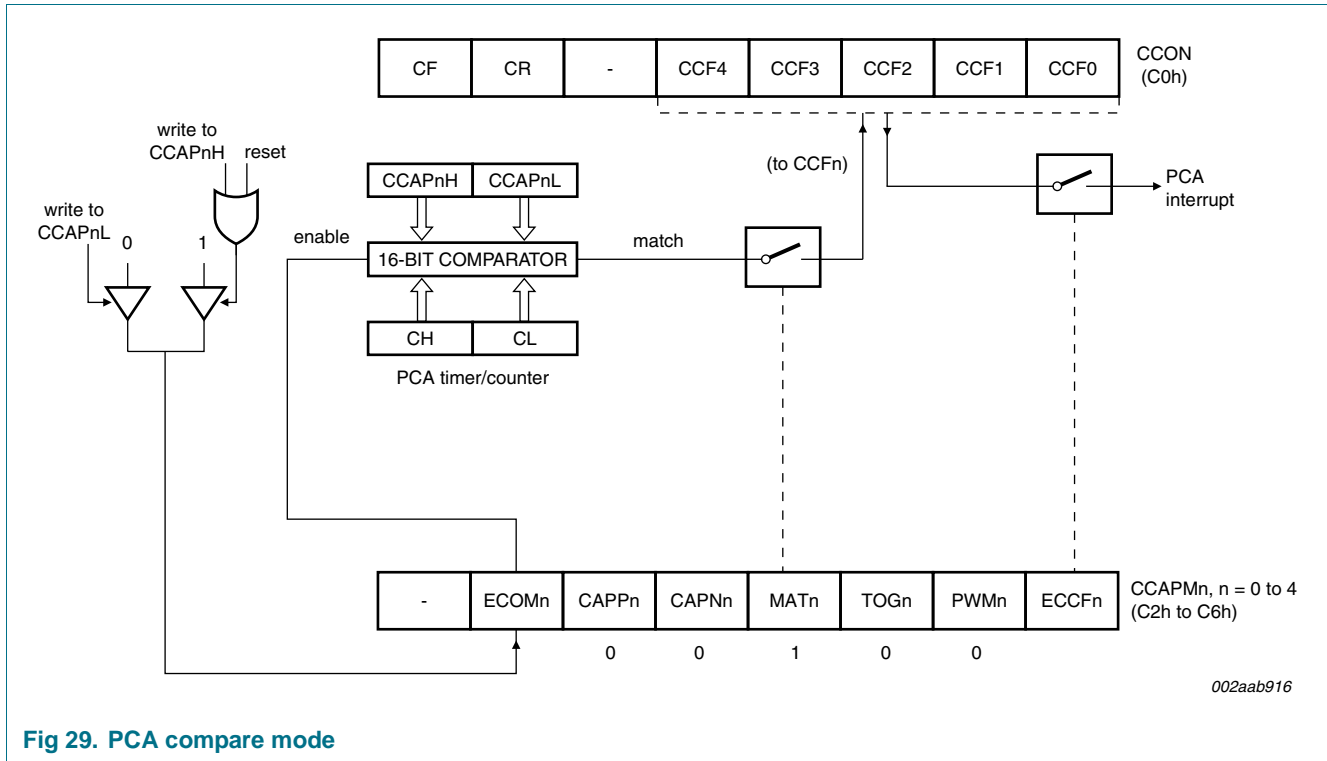 CF CR - CCF4 CCF3 CCF2 CCF1 CCF0
CCON
(C0h)
write to
CCAPnH reset
write to
CCAPnL
0 1
enable
CCAPnH CCAPnL
16-BIT COMPARATOR
CH CL
PCA timer/counter
match
(to CCFn)
PCA
interrupt
- ECOMn CAPPn CAPNn MATn TOGn PWMn ECCFn
CCAPMn, n = 0 to 4
(C2h to C6h)
0 0 1 0 0
002aab916
Fig 29. PCA compare mode